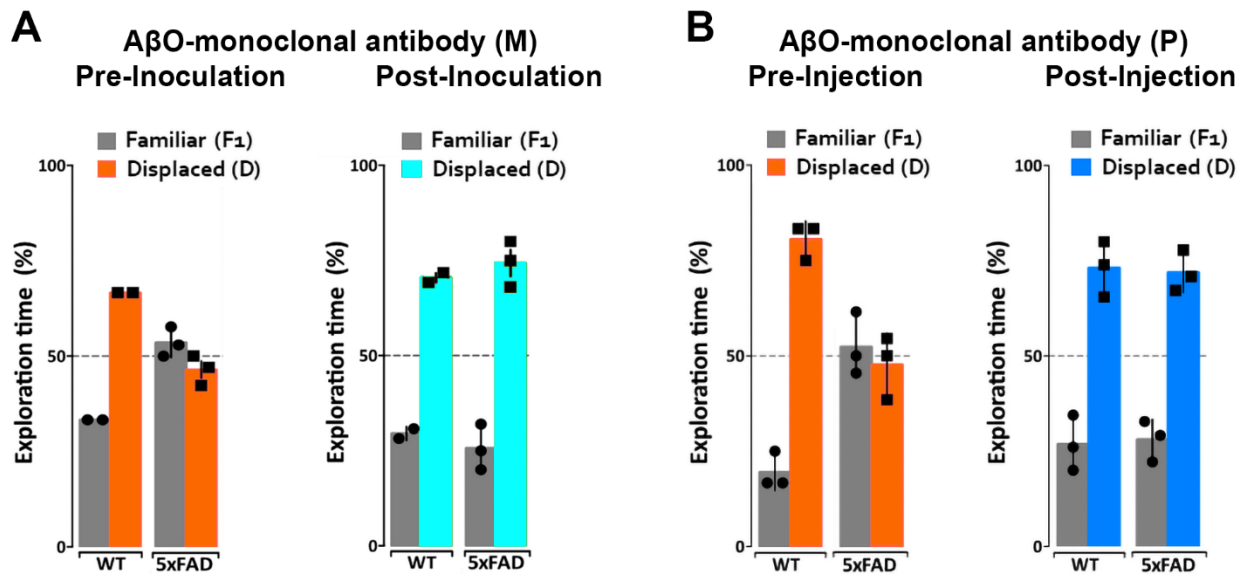 A
AβO-monoclonal antibody (M)
Pre-Inoculation
Post-Inoculation
Familiar (F1)
Displaced (D)
Familiar (F1)
Displaced (D)
Exploration time (%)
100
50
0
WT
5xFAD
Exploration time (%)
100
50
0
WT
5xFAD
B
AβO-monoclonal antibody (P)
Pre-Injection
Post-Injection
Familiar (F1)
Displaced (D)
Familiar (F1)
Displaced (D)
Exploration time (%)
100
50
0
WT
5xFAD
Exploration time (%)
100
50
0
WT
5xFAD